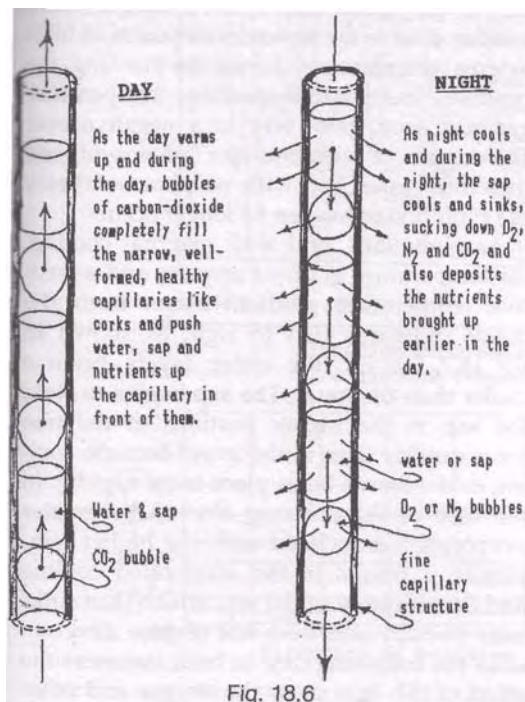 DAY
As the day warms
up and during
the day, bubbles
of carbon-dioxide
completely fill
the narrow, well-
formed, healthy
capillaries like
corks and push
water, sap and
nutrients up
the capillary in
front of them.
water & sap
CO2 bubble
NIGHT
As night cools
and during the
night, the sap
cools and sinks,
sucking down O2,
N2 and CO2 and
also deposits
the nutrients
brought up
earlier in the
day.
water or sap
O2 or N2 bubbles
fine
capillary
structure
Fig. 18.6